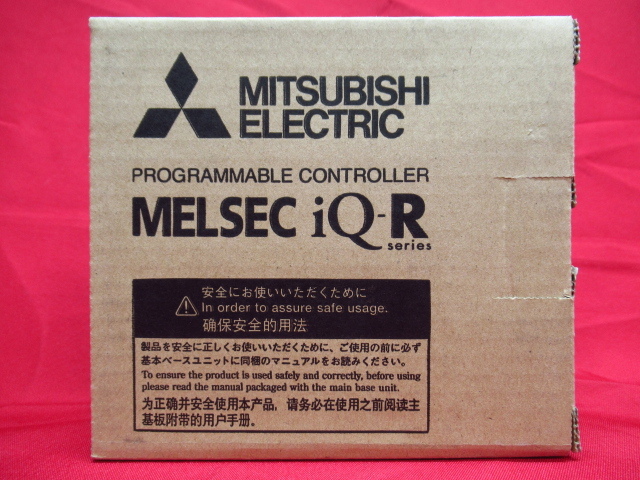 MITSUBISHI
ELECTRIC
PROGRAMMABLE CONTROLLER
MELSEC iQ-R
series
安全にお使いいただくために
In order to assure safe usage.
确保安全的用法
製品を安全に正しくお使いいただくために、ご使用の前に必ず
基本ベースユニットに同梱のマニュアルをお読みください。
To ensure the product is used safely and correctly, before using
please read the manual packaged with the main base unit.
为正确并安全使用本产品，请务必在使用之前阅读主
基板附带的用户手册。